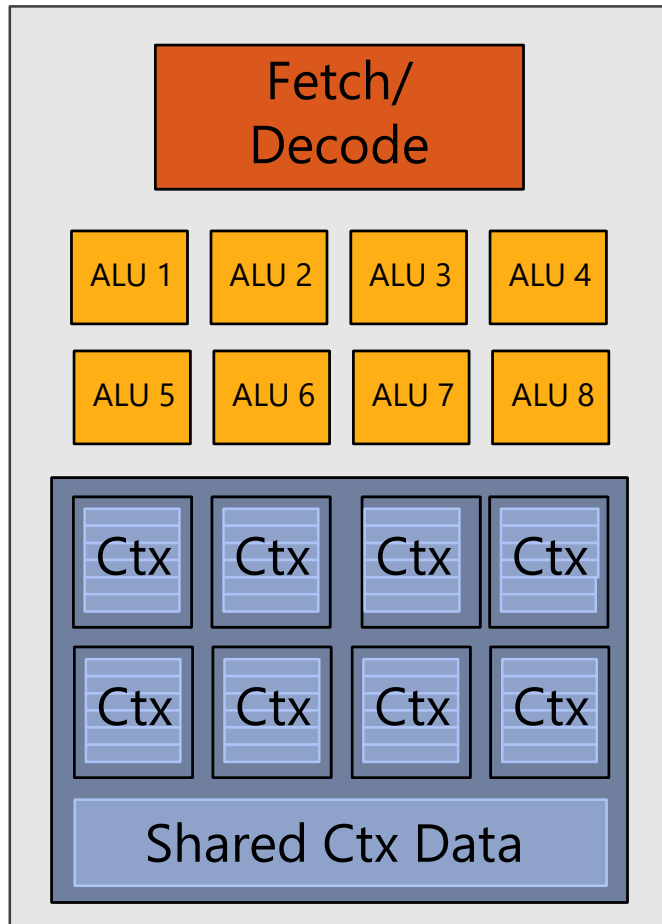 Fetch/
Decode
ALU 1 ALU 2 ALU 3 ALU 4
ALU 5 ALU 6 ALU 7 ALU 8
Ctx Ctx Ctx Ctx
Ctx Ctx Ctx Ctx
Shared Ctx Data